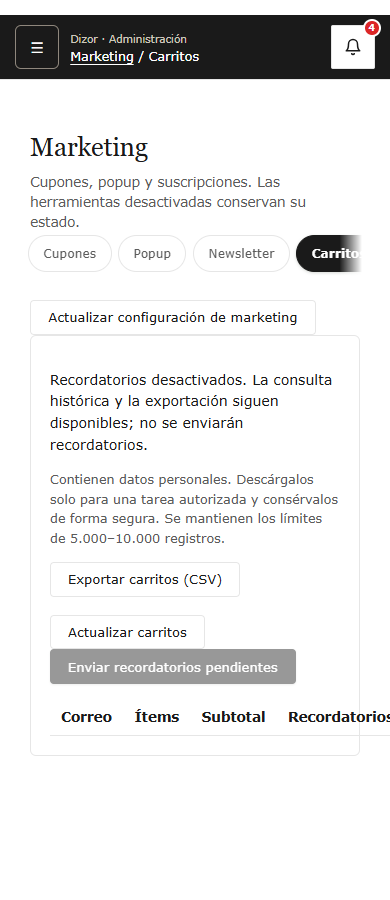 ☰
Dizor · Administración
Marketing / Carritos
4
Marketing
Cupones, popup y suscripciones. Las
herramientas desactivadas conservan su
estado.
Cupones
Popup
Newsletter
Carritos
Actualizar configuración de marketing
Recordatorios desactivados. La consulta
histórica y la exportación siguen
disponibles; no se enviarán
recordatorios.
Contienen datos personales. Descárgalos
solo para una tarea autorizada y consérvalos
de forma segura. Se mantienen los límites
de 5.000–10.000 registros.
Exportar carritos (CSV)
Actualizar carritos
Enviar recordatorios pendientes
Correo Ítems Subtotal Recordatorios